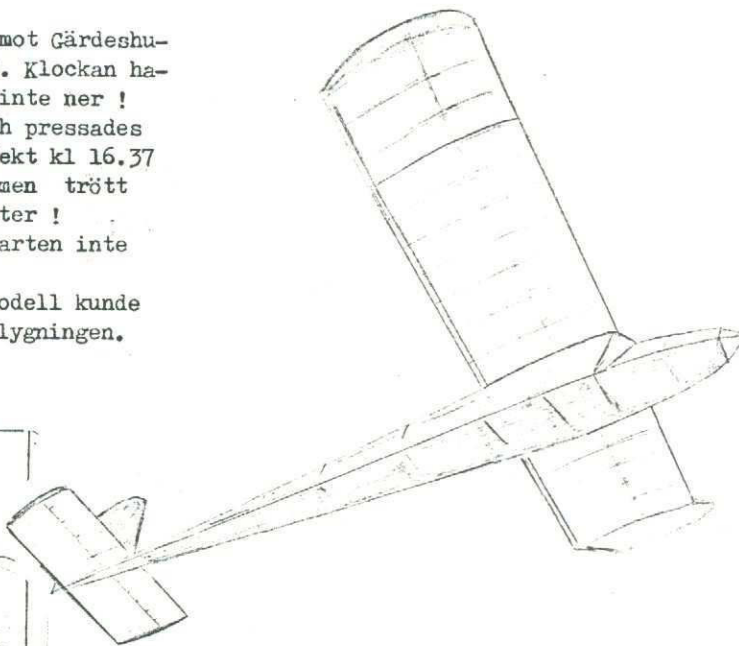 mot Gärdeshu-
. Klockan ha-
inte ner !
h pressades
ekt kl 16.37
men trött
ter !
arten inte
odell kunde
lygningen.